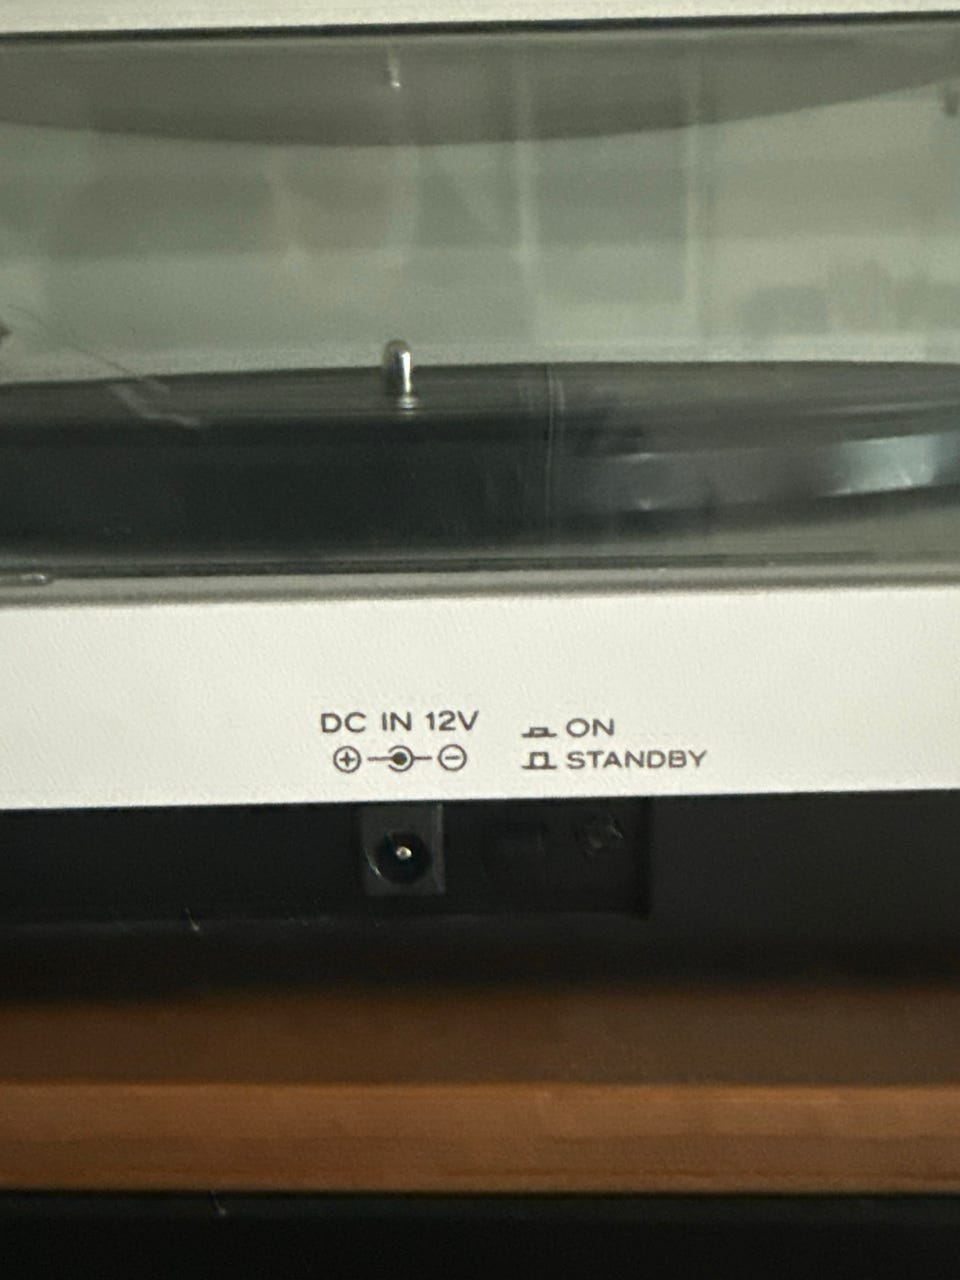 DC IN 12V
ON
STANDBY